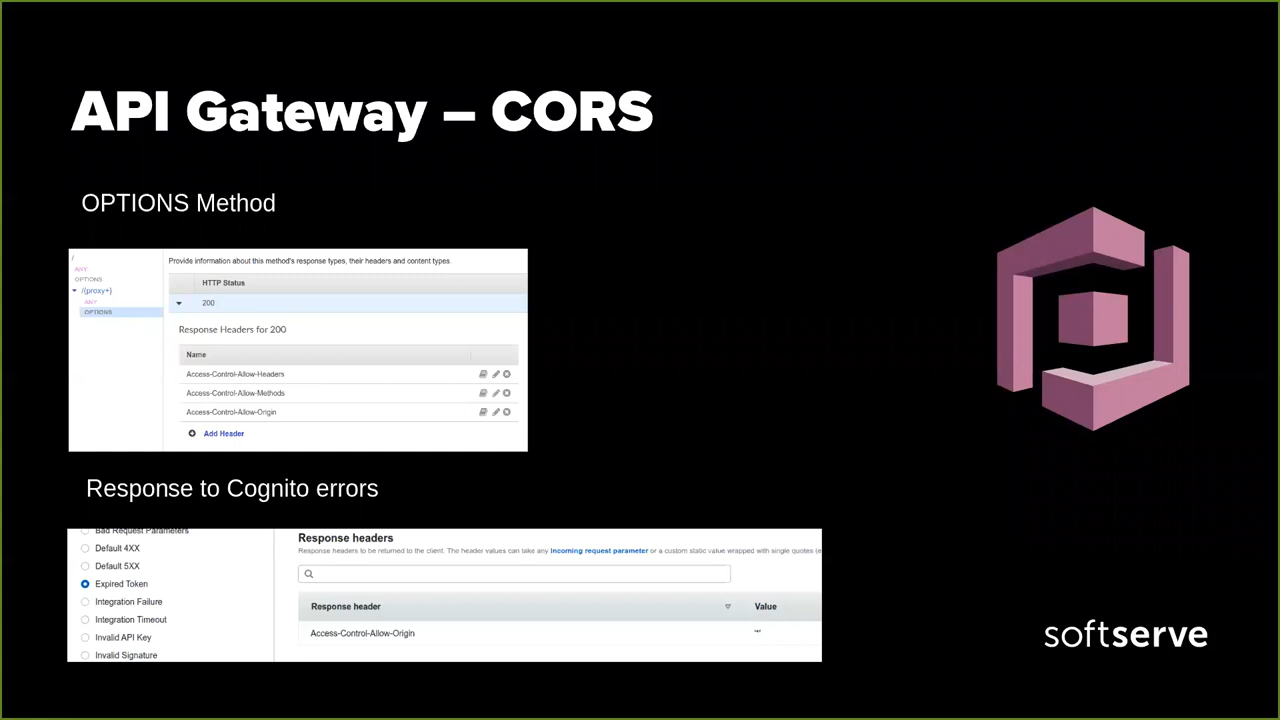 API Gateway – CORS
OPTIONS Method
/
ANY
OPTIONS
/{proxy+}
ANY
OPTIONS
Provide information about this method's response types, their headers and content types.
HTTP Status
200
Response Headers for 200
Name
Access-Control-Allow-Headers
Access-Control-Allow-Methods
Access-Control-Allow-Origin
Add Header
Response to Cognito errors
Bad Request Parameters
Default 4XX
Default 5XX
Expired Token
Integration Failure
Integration Timeout
Invalid API Key
Invalid Signature
Response headers
Response headers to be returned to the client. The header values can take any incoming request parameter or a custom static value wrapped with single quotes (e
Response header Value
Access-Control-Allow-Origin '*'
softserve